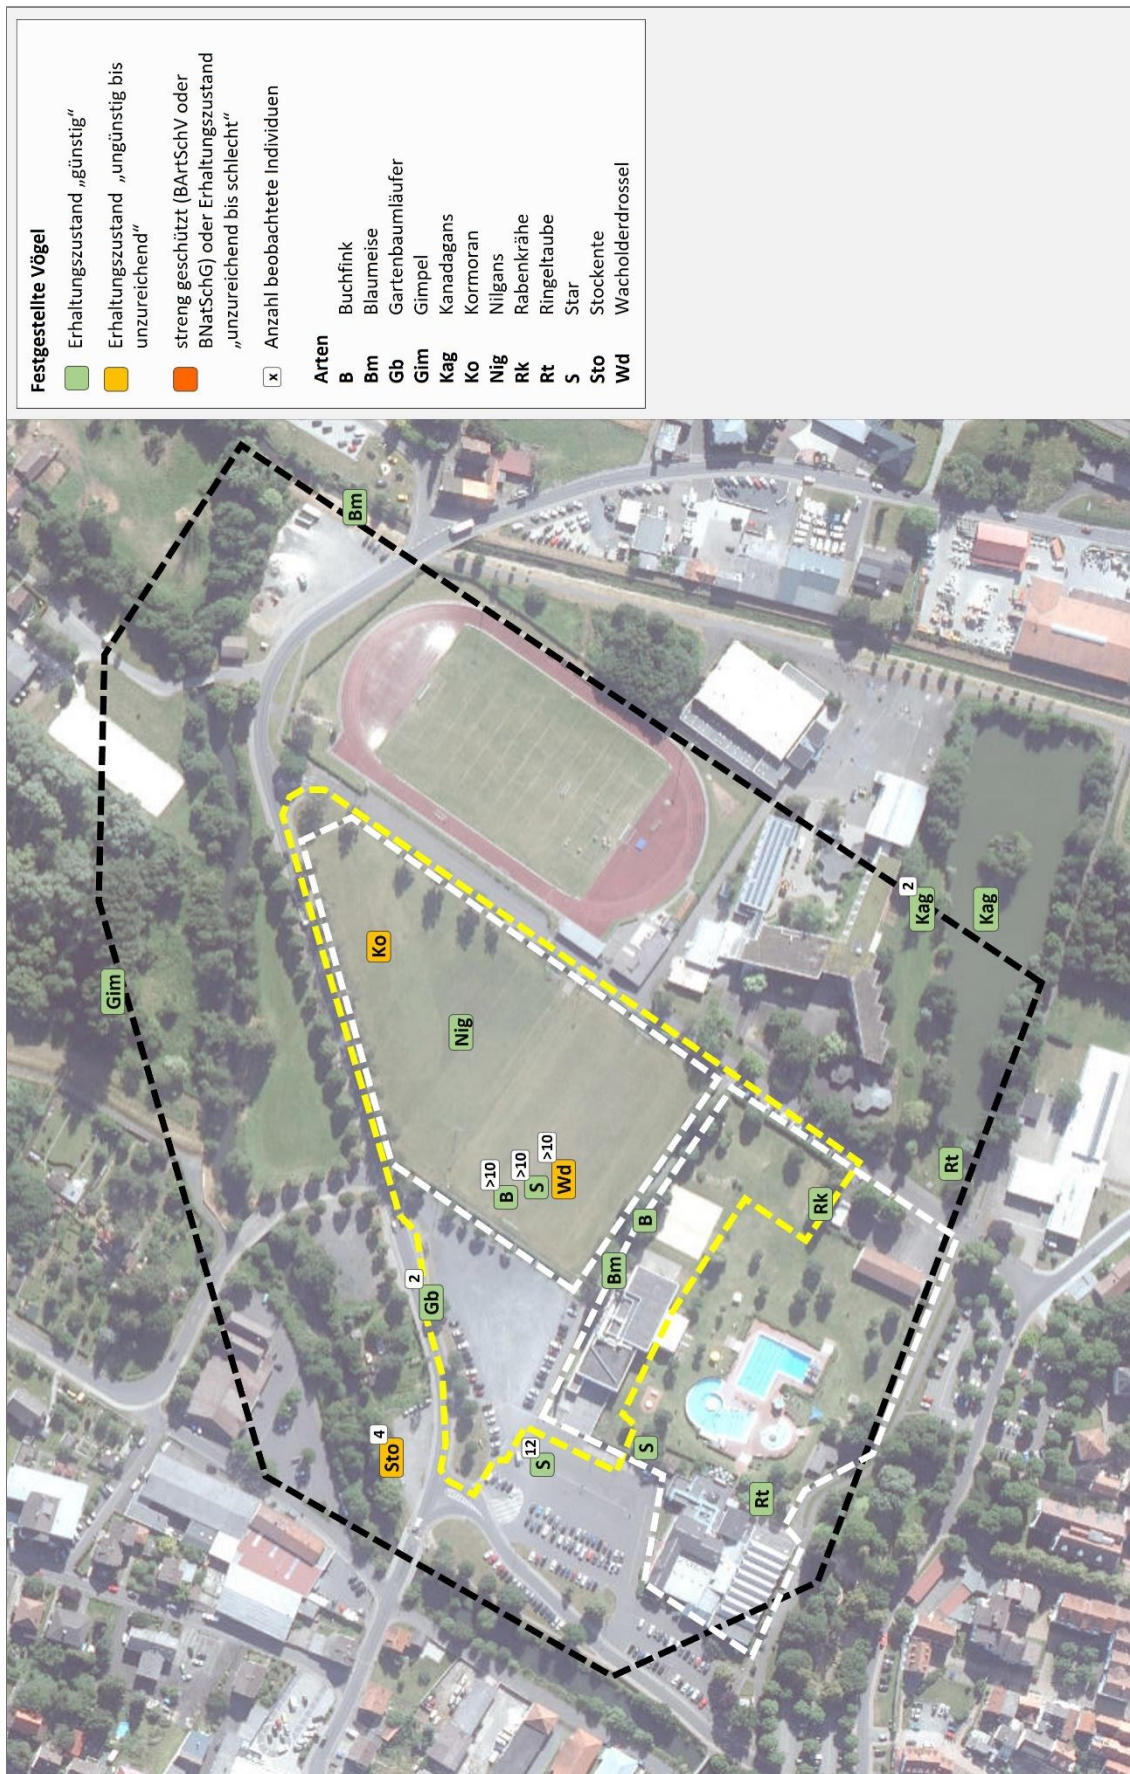 Festgestellte Vögel
Erhaltungszustand „günstig“
Erhaltungszustand „ungünstig bis
unzureichend“
streng geschützt (BArtSchV oder
BNatSchG) oder Erhaltungszustand
„unzureichend bis schlecht“
x Anzahl beobachtete Individuen
Arten
B Buchfink
Bm Blaumeise
Gb Gartenbaumläufer
Gim Gimpel
Kag Kanadagans
Ko Kormoran
Nig Nilgans
Rk Rabenkrähe
Rt Ringeltaube
S Star
Sto Stockente
Wd Wacholderdrossel
Gim
Bm
Ko
Nig
Sto 4
Gb 2
B >10
S >10
Wd >10
S 12
Bm
B
S
Rk
Rt
Kag 2
Kag
Rt